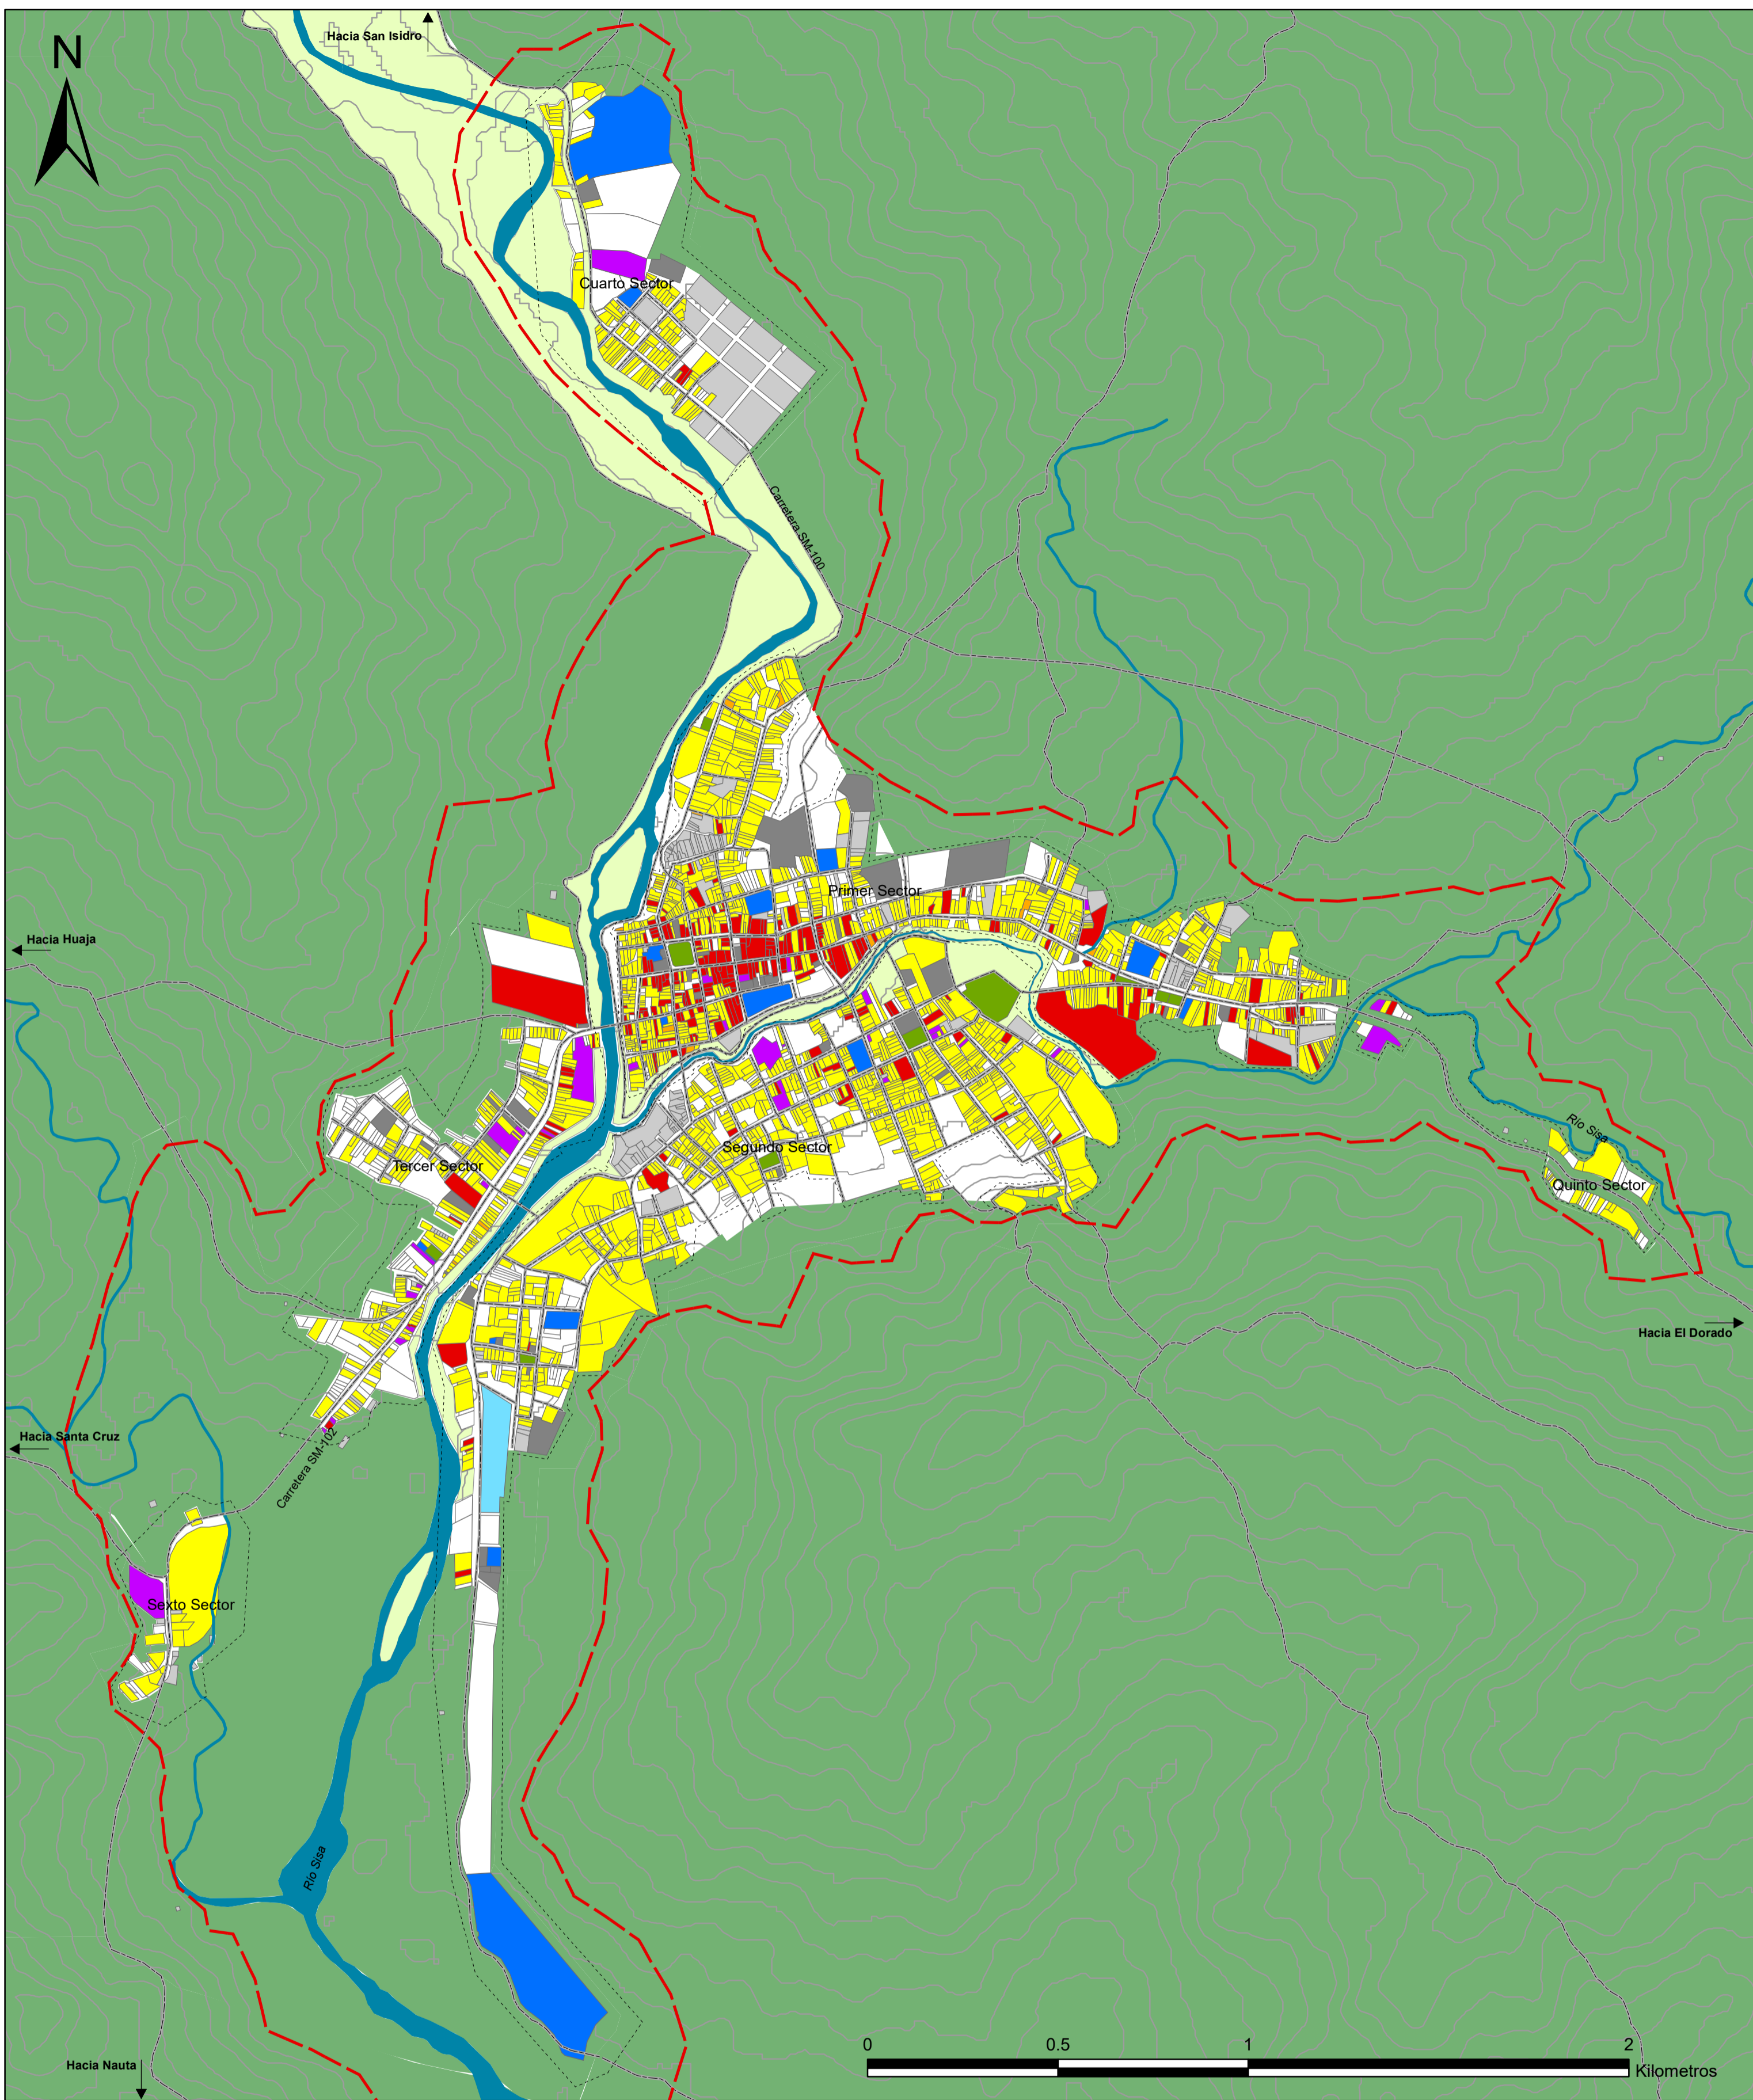 Hacia San Isidro
N
Cuarto Sector
Carretera SM-100
Primer Sector
Hacia Huaja
Río Sisa
Segundo Sector
Tercer Sector
Quinto Sector
Hacia El Dorado
Hacia Santa Cruz
Carretera SM-102
Sexto Sector
Río Sisa
0 0.5 1 2
Hacia Nauta
Kilometros